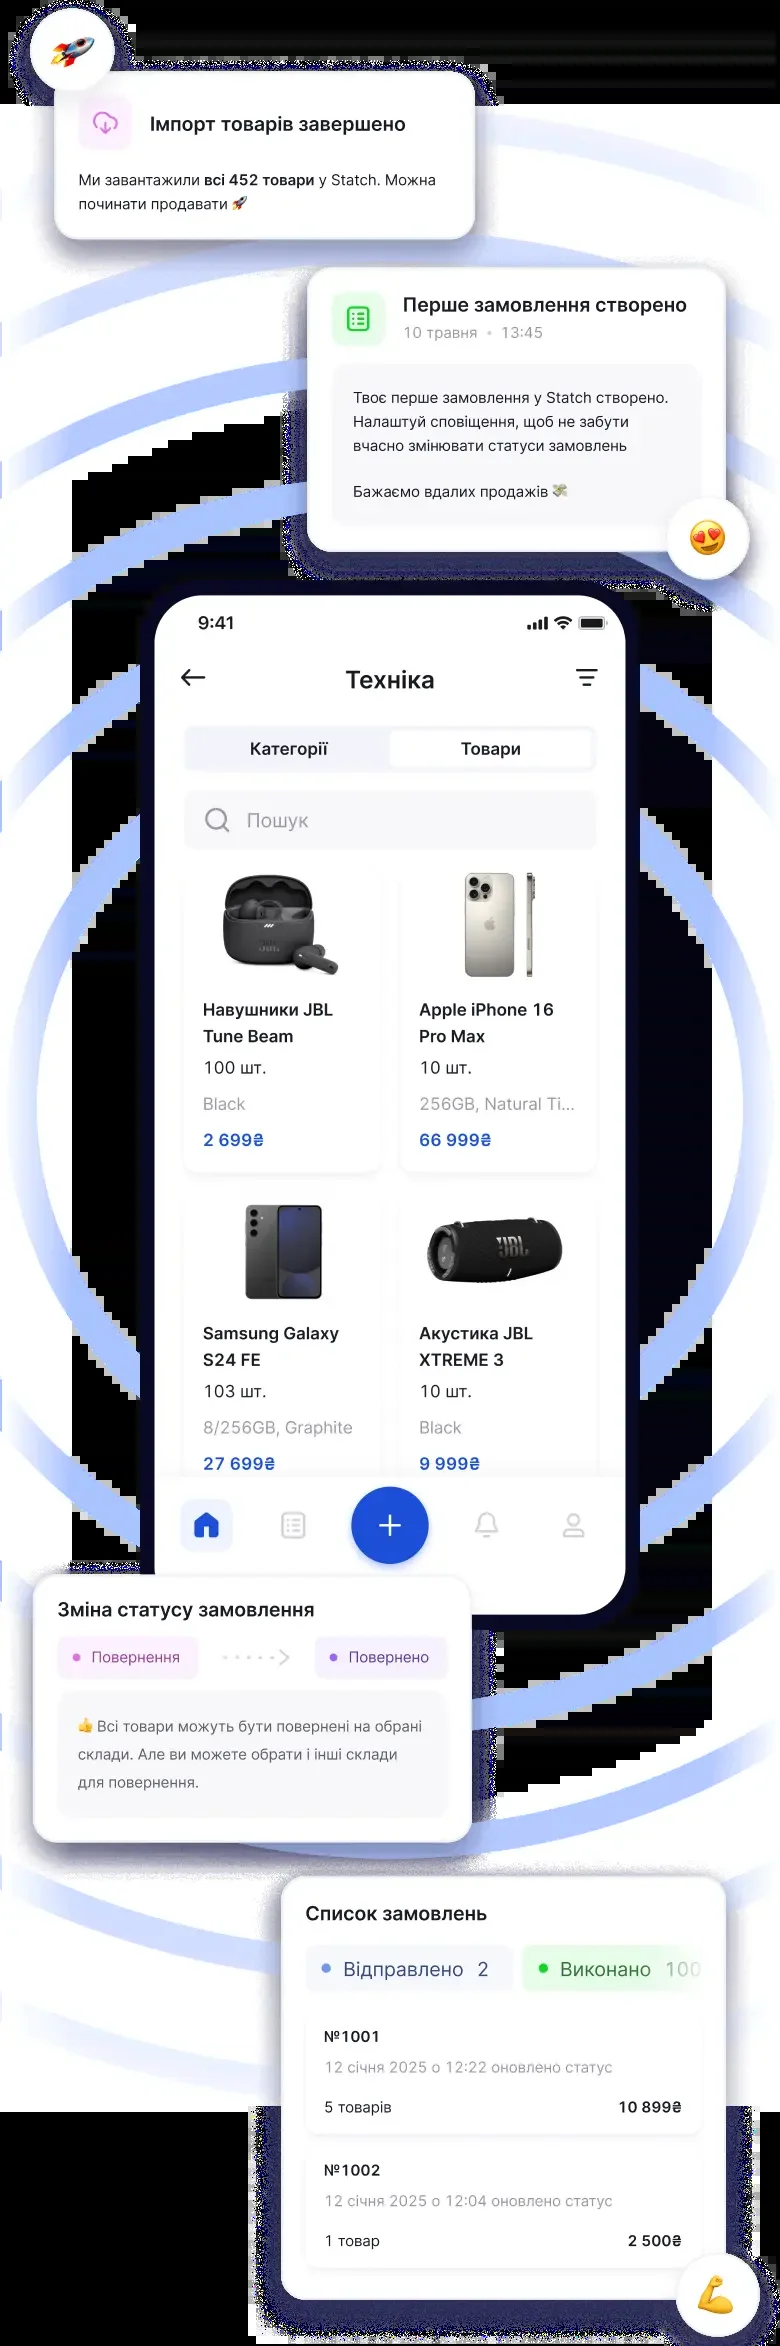 Імпорт товарів завершено
Ми завантажили всі 452 товари у Statch. Можна
починати продавати 🚀
Перше замовлення створено
10 травня • 13:45
Твоє перше замовлення у Statch створено.
Налаштуй сповіщення, щоб не забути
вчасно змінювати статуси замовлень
Бажаємо вдалих продажів 💸
9:41
Техніка
Категорії Товари
Пошук
JBL
Навушники JBL
Tune Beam
100 шт.
Black
2 699₴
Apple iPhone 16
Pro Max
10 шт.
256GB, Natural Ti...
66 999₴
Samsung Galaxy
S24 FE
103 шт.
8/256GB, Graphite
27 699₴
JBL
Акустика JBL
XTREME 3
10 шт.
Black
9 999₴
Зміна статусу замовлення
Повернення Повернено
👍 Всі товари можуть бути повернені на обрані
склади. Але ви можете обрати і інші склади
для повернення.
Список замовлень
Відправлено 2 Виконано 100
№1001
12 січня 2025 о 12:22 оновлено статус
5 товарів 10 899₴
№1002
12 січня 2025 о 12:04 оновлено статус
1 товар 2 500₴